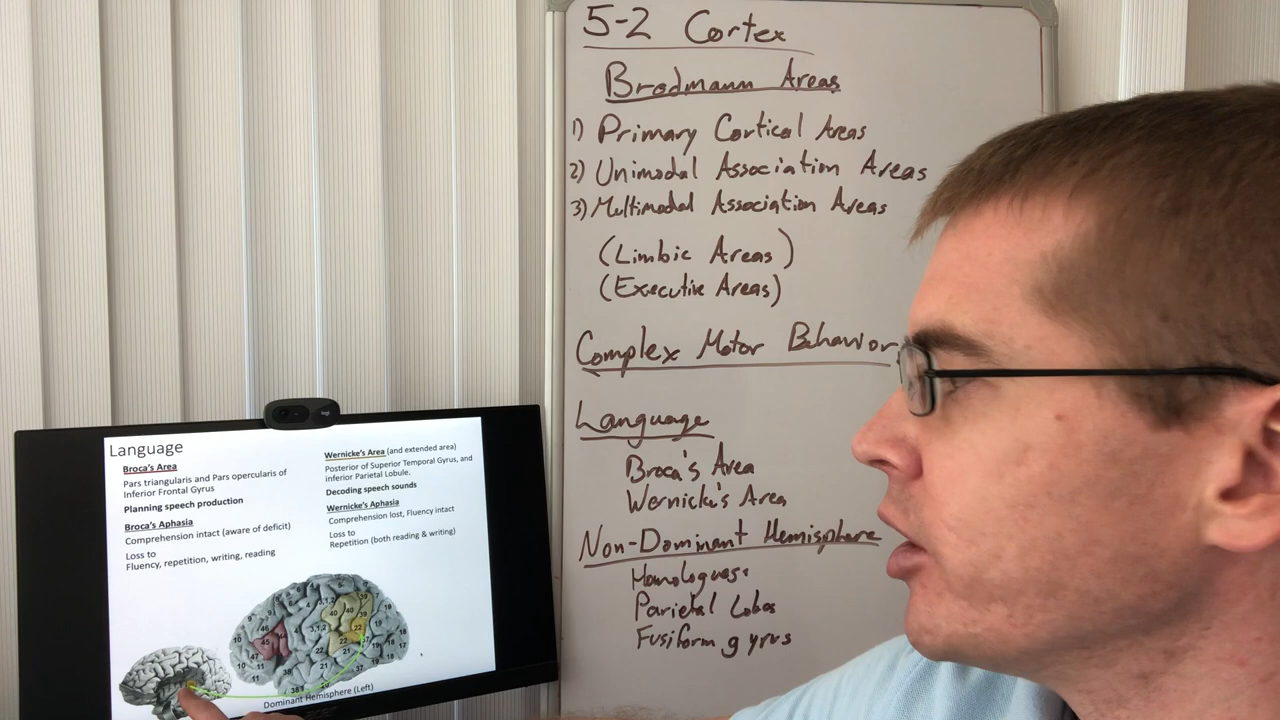 5-2 Cortex
Brodmann Areas
1) Primary Cortical Areas
2) Unimodal Association Areas
3) Multimodal Association Areas
(Limbic Areas)
(Executive Areas)
Complex Motor Behavior
Language
Broca's Area
Wernicke's Area
Non-Dominant Hemisphere
Homologues
Parietal Lobes
Fusiform gyrus
Language
Broca's Area
Pars triangularis and Pars opercularis of
Inferior Frontal Gyrus
Planning speech production
Broca's Aphasia
Comprehension intact (aware of deficit)
Loss to
Fluency, repetition, writing, reading
Wernicke's Area (and extended area)
Posterior of Superior Temporal Gyrus, and
inferior Parietal Lobule.
Decoding speech sounds
Wernicke's Aphasia
Comprehension lost, Fluency intact
Loss to
Repetition (both reading & writing)
Dominant Hemisphere (Left)